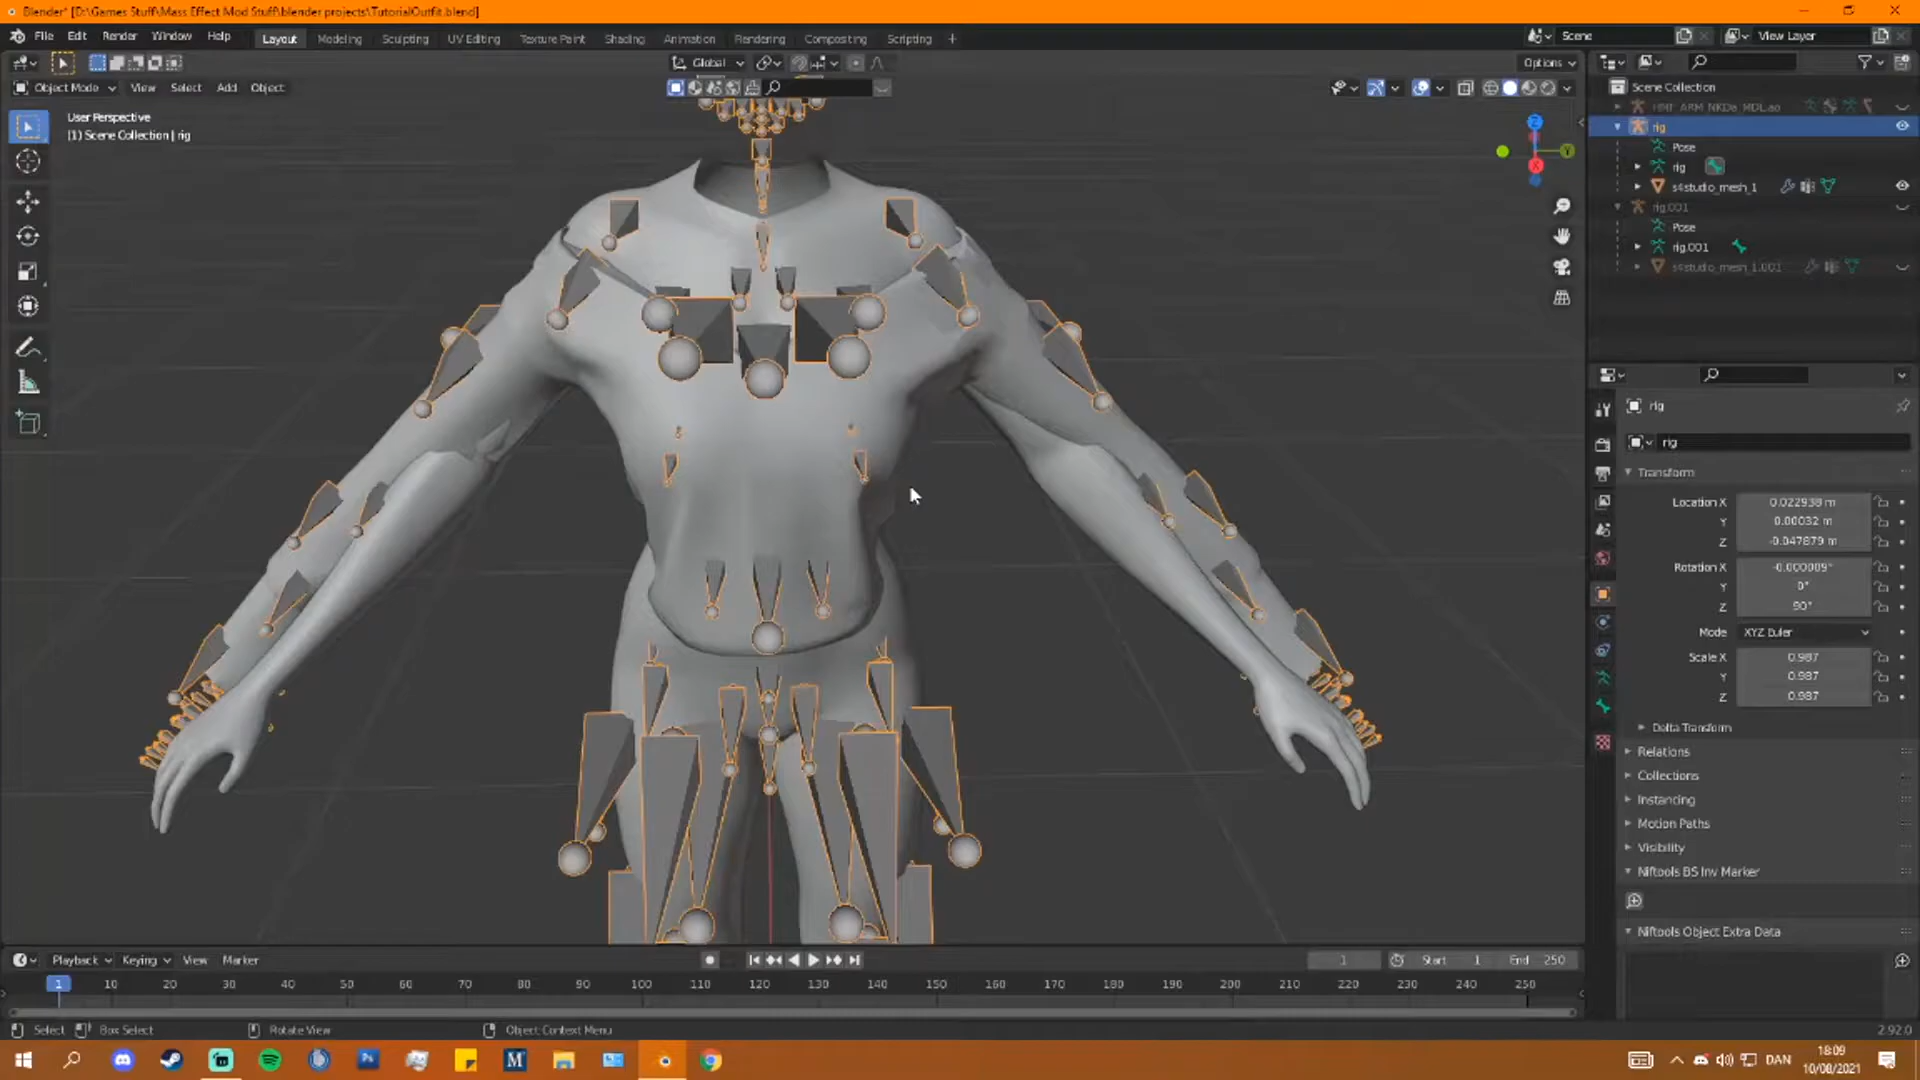 Blender* [D:\Games Stuff\Mass Effect Mod Stuff\blender projects\TutorialOutfit.blend]
File Edit Render Window Help Layout Modeling Sculpting UV Editing Texture Paint Shading Animation Rendering Compositing Scripting + Scene View Layer
Global Options
Object Mode View Select Add Object
User Perspective
(1) Scene Collection | rig
Z
X
Y
Scene Collection
HMF_ARM_NKDa_MDL.ao
rig
Pose
rig
s4studio_mesh_1
rig.001
Pose
rig.001
s4studio_mesh_1.001
rig
rig
Transform
Location X 0.022938 m
Y 0.00032 m
Z -0.047879 m
Rotation X -0.000009°
Y 0°
Z 90°
Mode XYZ Euler
Scale X 0.987
Y 0.987
Z 0.987
Delta Transform
Relations
Collections
Instancing
Motion Paths
Visibility
Niftools BS Inv Marker
Niftools Object Extra Data
Playback Keying View Marker 1 Start 1 End 250
1 10 20 30 40 50 60 70 80 90 100 110 120 130 140 150 160 170 180 190 200 210 220 230 240 250
Select Box Select Rotate View Object Context Menu 2.92.0
Ps M DAN 18:09
10/08/2021